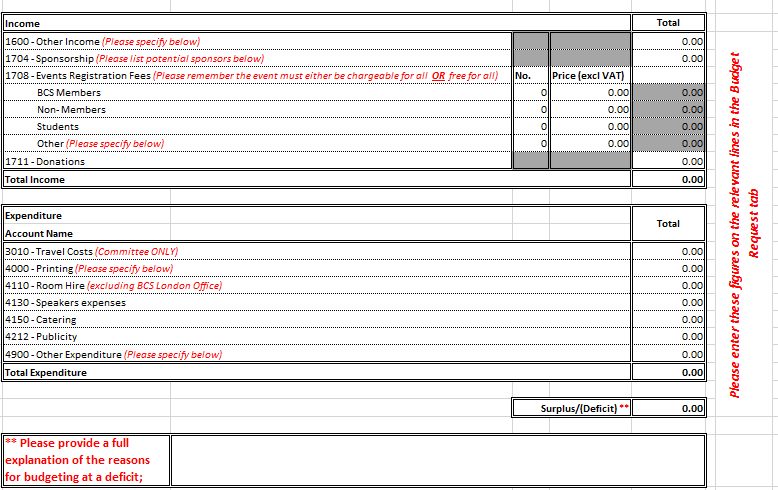 Income Total
1600 - Other Income (Please specify below) 0.00
1704 - Sponsorship (Please list potential sponsors below) 0.00
1708 - Events Registration Fees (Please remember the event must either be chargeable for all OR free for all) No. Price (excl VAT)
BCS Members 0 0.00 0.00
Non- Members 0 0.00 0.00
Students 0 0.00 0.00
Other (Please specify below) 0 0.00 0.00
1711 - Donations 0.00
Total Income 0.00
Expenditure
Total
Account Name
3010 - Travel Costs (Committee ONLY) 0.00
4000 - Printing (Please specify below) 0.00
4110 - Room Hire (excluding BCS London Office) 0.00
4130 - Speakers expenses 0.00
4150 - Catering 0.00
4212 - Publicity 0.00
4900 - Other Expenditure (Please specify below) 0.00
Total Expenditure 0.00
Surplus/(Deficit) ** 0.00
** Please provide a full
explanation of the reasons
for budgeting at a deficit;
Please enter these figures on the relevant lines in the Budget
Request tab